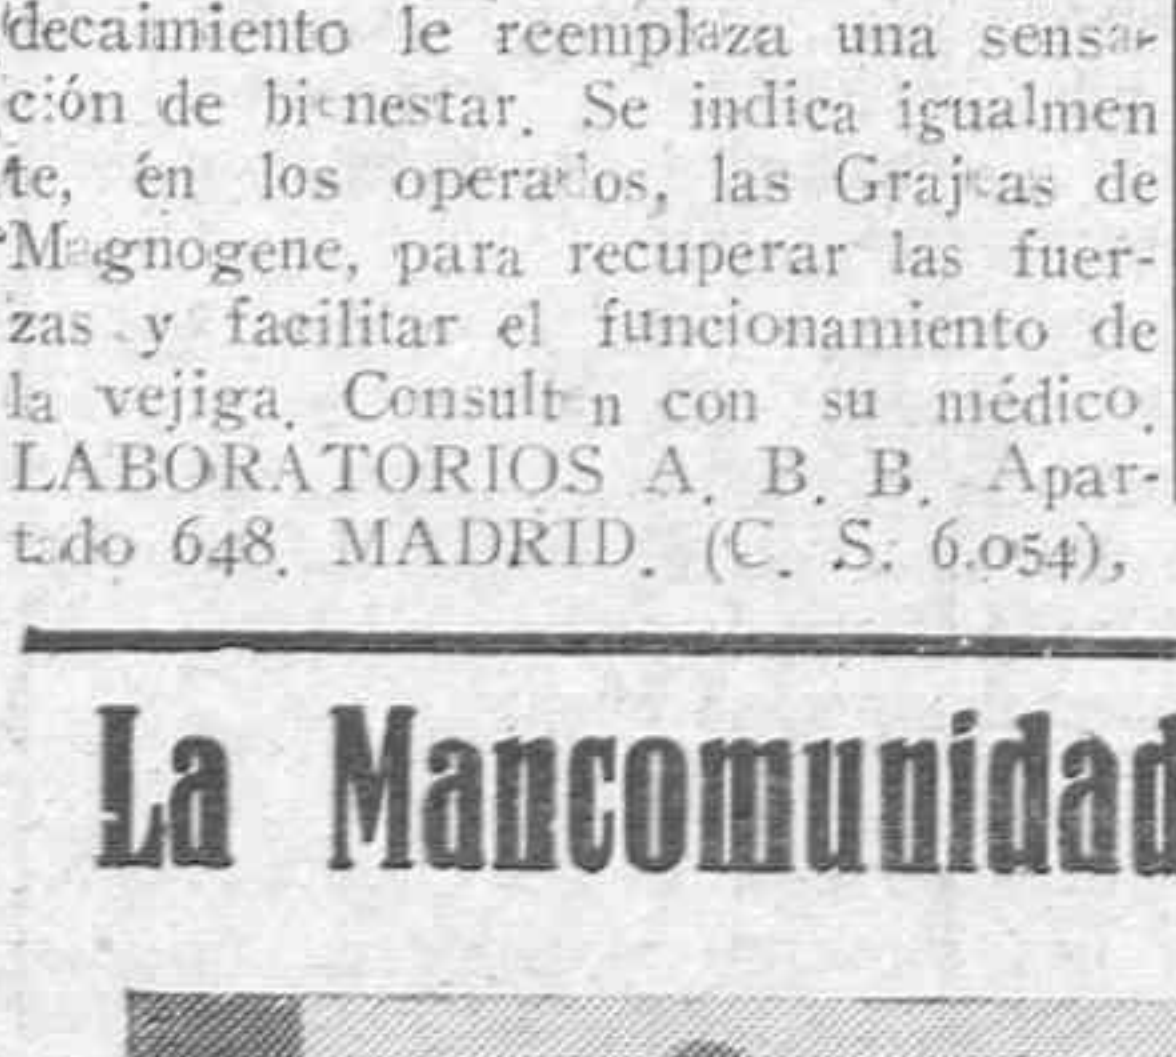 decaimiento le reemplaza una sensa-
ción de bienestar. Se indica igualmen
te, en los operados, las Grajeas de
Magnogene, para recuperar las fuer-
zas y facilitar el funcionamiento de
la vejiga. Consulten con su médico.
LABORATORIOS A. B. B. Apar-
tado 648. MADRID. (C. S. 6.054),
La Mancomunidad